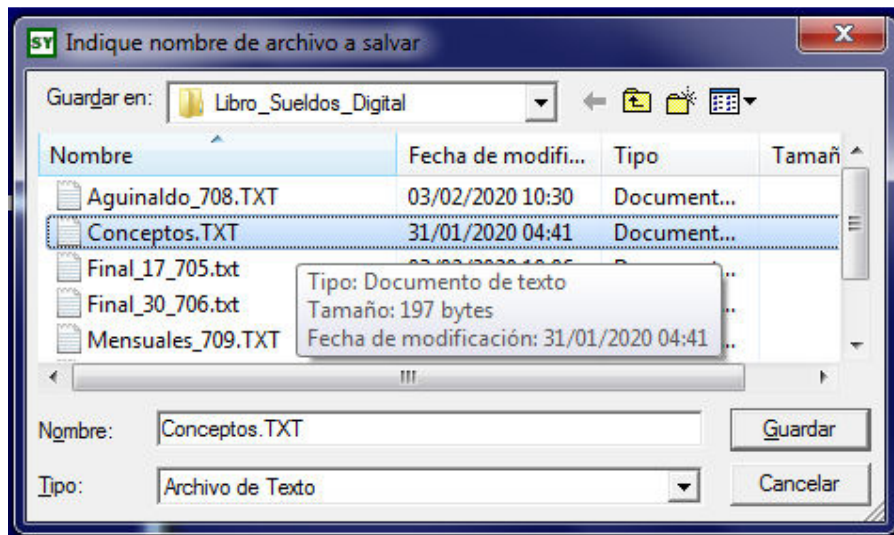 SY Indique nombre de archivo a salvar
Guardar en: Libro_Sueldos_Digital
Nombre Fecha de modifi... Tipo Tamañ
Aguinaldo_708.TXT 03/02/2020 10:30 Document...
Conceptos.TXT 31/01/2020 04:41 Document...
Final_17_705.txt
Final_30_706.txt
Mensuales_709.TXT
Tipo: Documento de texto
Tamaño: 197 bytes
Fecha de modificación: 31/01/2020 04:41
Nombre: Conceptos.TXT Guardar
Tipo: Archivo de Texto Cancelar